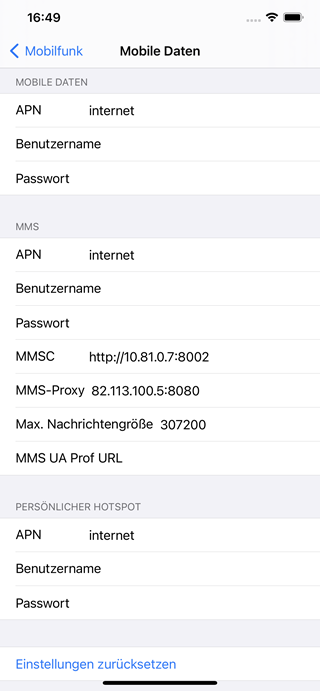 16:49
Mobilfunk Mobile Daten
MOBILE DATEN
APN internet
Benutzername
Passwort
MMS
APN internet
Benutzername
Passwort
MMSC http://10.81.0.7:8002
MMS-Proxy 82.113.100.5:8080
Max. Nachrichtengröße 307200
MMS UA Prof URL
PERSÖNLICHER HOTSPOT
APN internet
Benutzername
Passwort
Einstellungen zurücksetzen